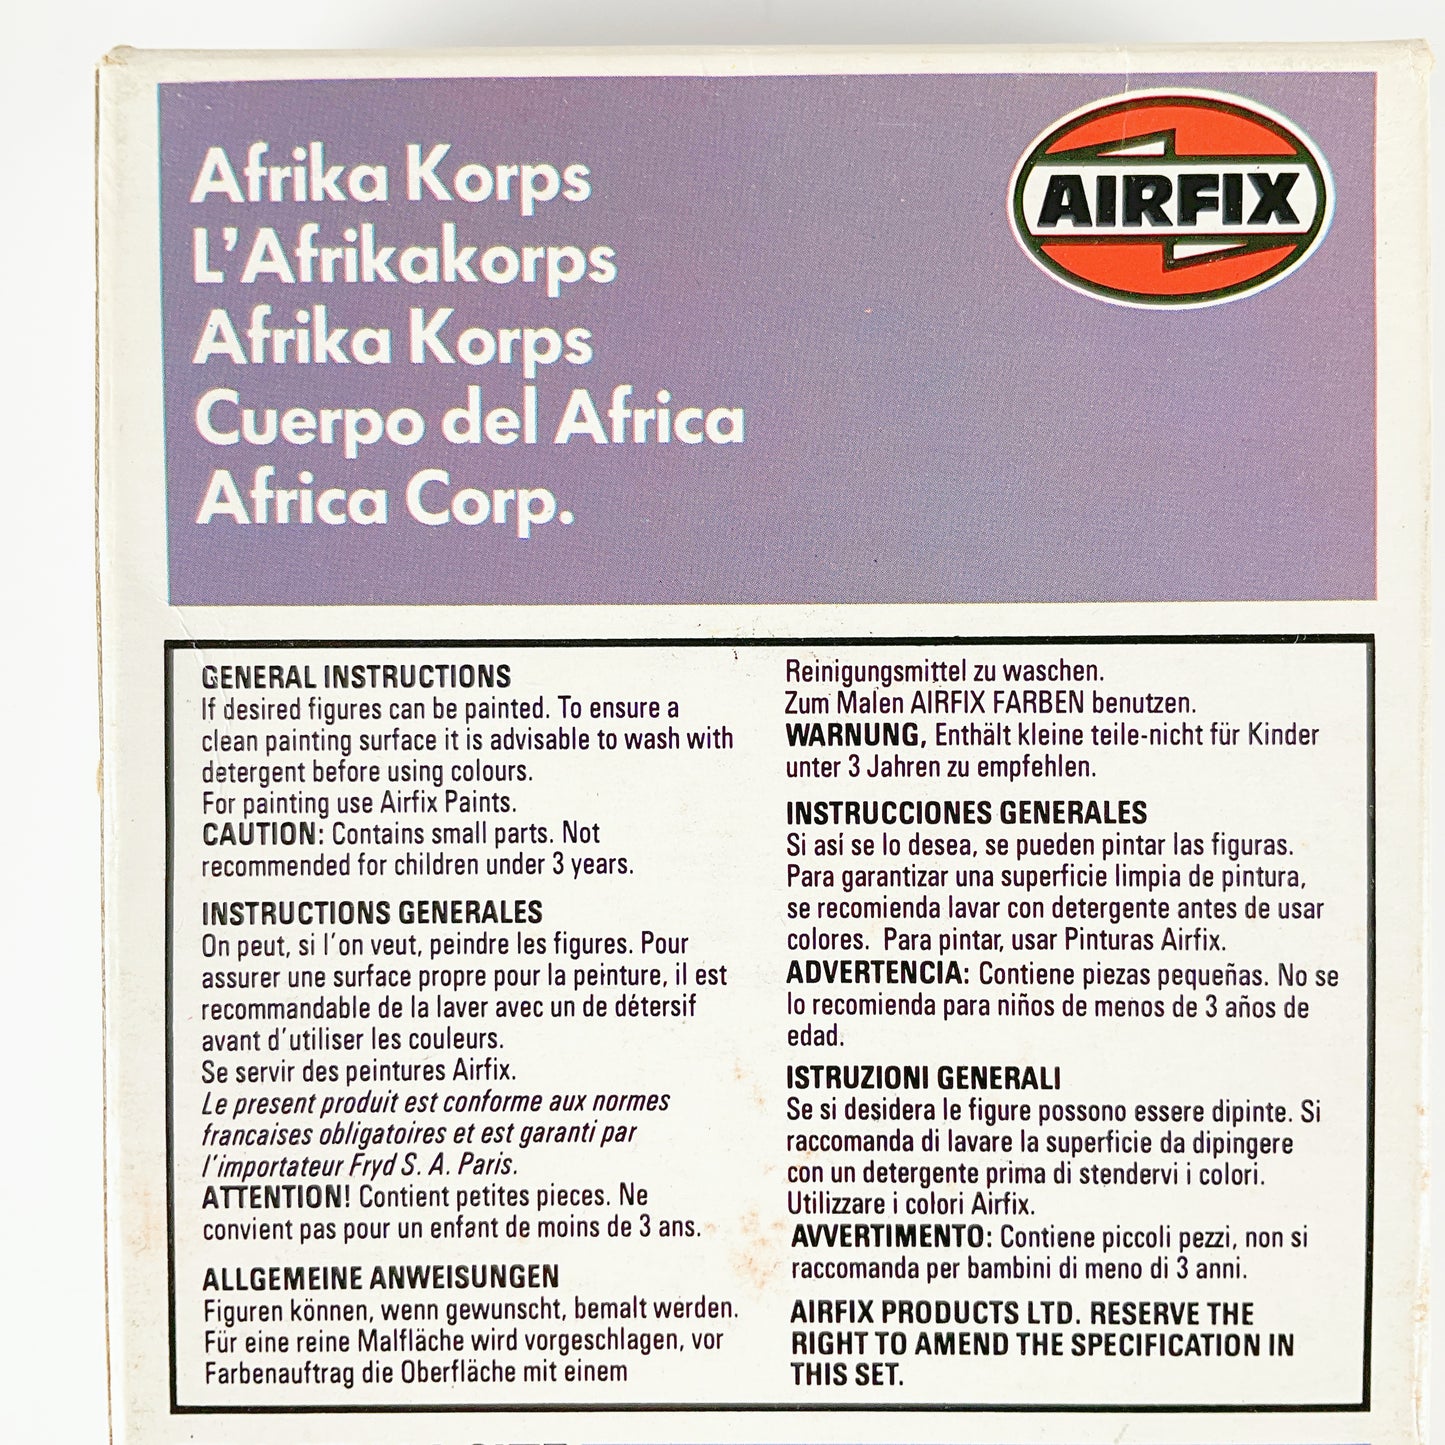 Afrika Korps
L'Afrikakorps
Afrika Korps
Cuerpo del Africa
Africa Corp.
AIRFIX
GENERAL INSTRUCTIONS
If desired figures can be painted. To ensure a
clean painting surface it is advisable to wash with
detergent before using colours.
For painting use Airfix Paints.
CAUTION: Contains small parts. Not
recommended for children under 3 years.
INSTRUCTIONS GENERALES
On peut, si l'on veut, peindre les figures. Pour
assurer une surface propre pour la peinture, il est
recommandable de la laver avec un de détersif
avant d'utiliser les couleurs.
Se servir des peintures Airfix.
Le present produit est conforme aux normes
francaises obligatoires et est garanti par
l'importateur Fryd S. A. Paris.
ATTENTION! Contient petites pieces. Ne
convient pas pour un enfant de moins de 3 ans.
ALLGEMEINE ANWEISUNGEN
Figuren können, wenn gewunscht, bemalt werden.
Für eine reine Malfläche wird vorgeschlagen, vor
Farbenauftrag die Oberfläche mit einem
Reinigungsmittel zu waschen.
Zum Malen AIRFIX FARBEN benutzen.
WARNUNG, Enthält kleine teile-nicht für Kinder
unter 3 Jahren zu empfehlen.
INSTRUCCIONES GENERALES
Si así se lo desea, se pueden pintar las figuras.
Para garantizar una superficie limpia de pintura,
se recomienda lavar con detergente antes de usar
colores. Para pintar, usar Pinturas Airfix.
ADVERTENCIA: Contiene piezas pequeñas. No se
lo recomienda para niños de menos de 3 años de
edad.
ISTRUZIONI GENERALI
Se si desidera le figure possono essere dipinte. Si
raccomanda di lavare la superficie da dipingere
con un detergente prima di stendervi i colori.
Utilizzare i colori Airfix.
AVVERTIMENTO: Contiene piccoli pezzi, non si
raccomanda per bambini di meno di 3 anni.
AIRFIX PRODUCTS LTD. RESERVE THE
RIGHT TO AMEND THE SPECIFICATION IN
THIS SET.